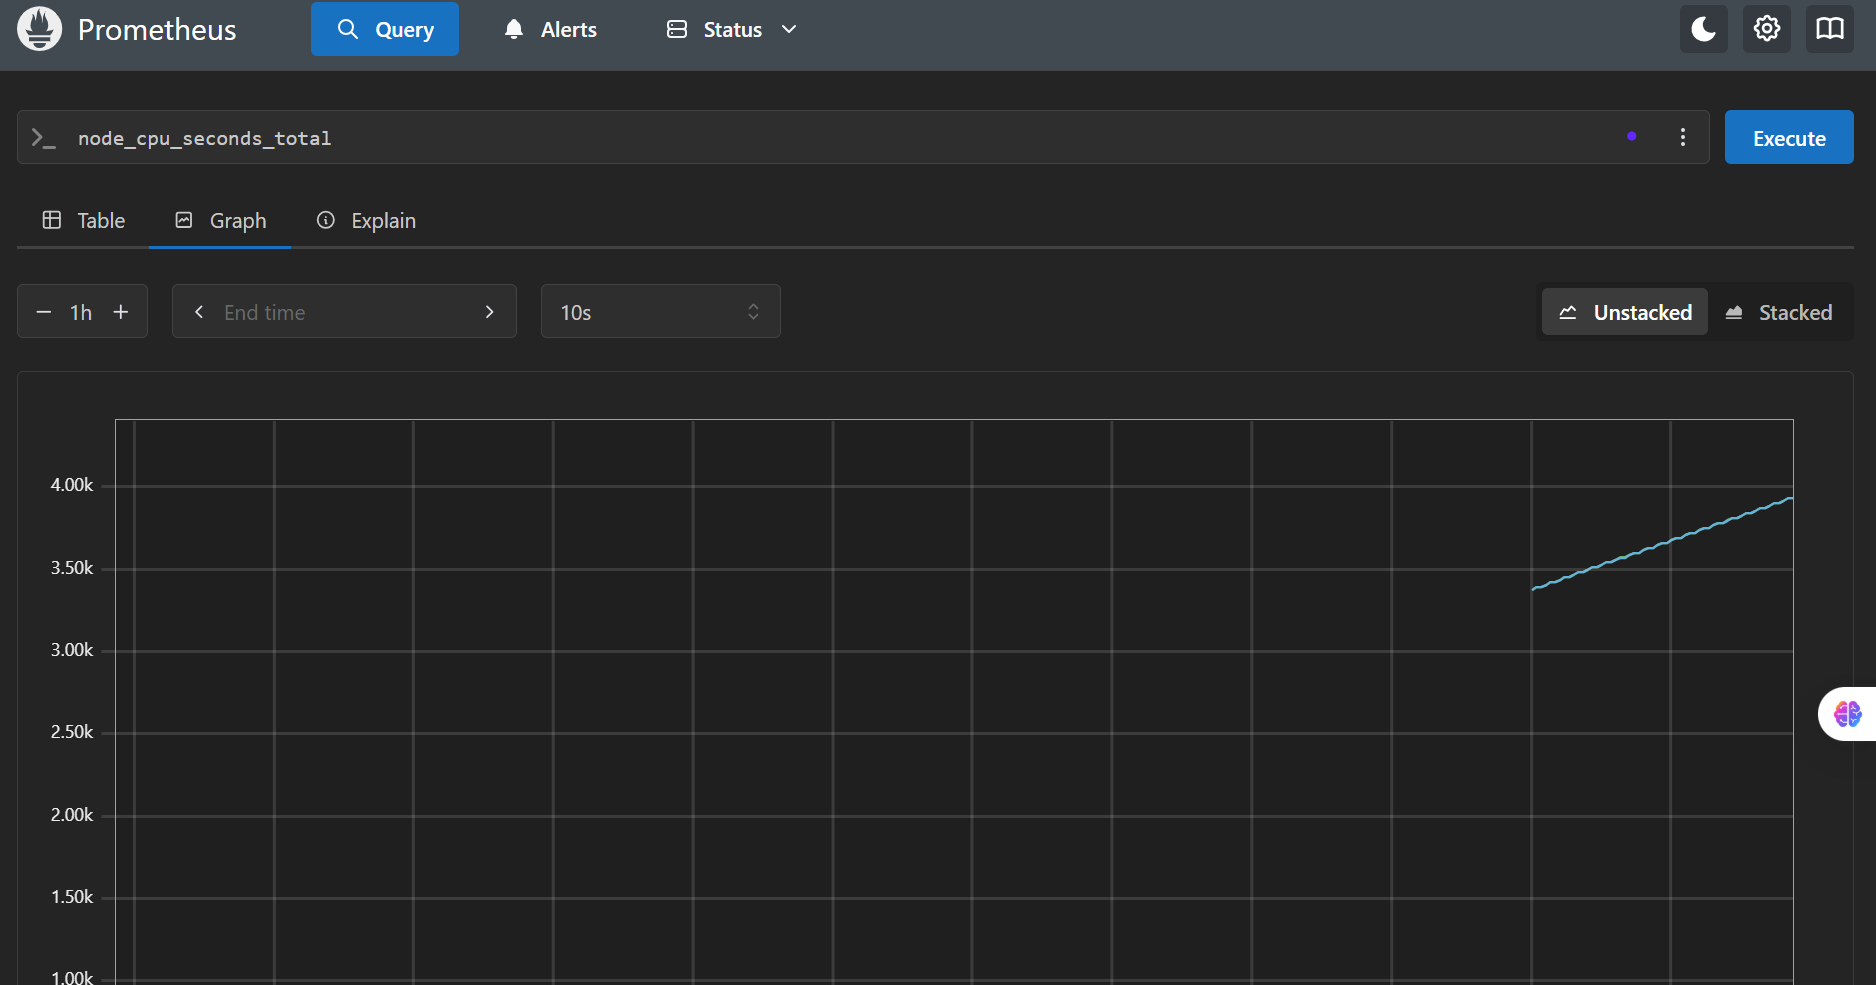 Prometheus Query Alerts Status
node_cpu_seconds_total Execute
Table Graph Explain
1h End time 10s Unstacked Stacked
4.00k
3.50k
3.00k
2.50k
2.00k
1.50k
1.00k